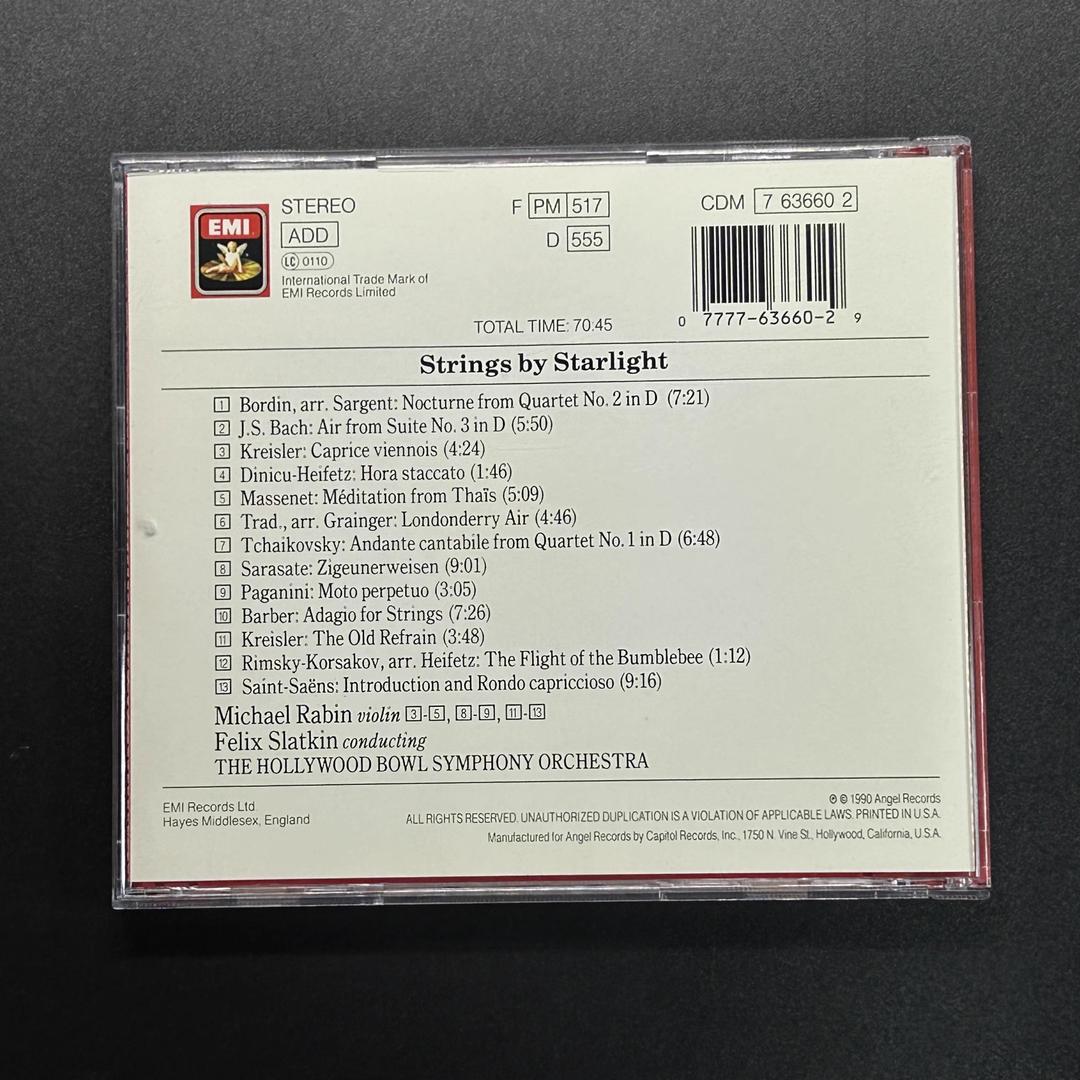 EMI
STEREO
ADD
LC 0110
International Trade Mark of
EMI Records Limited
F PM 517
D 555
CDM 7 63660 2
0 7777-63660-2 9
TOTAL TIME: 70:45
Strings by Starlight
1 Bordin, arr. Sargent: Nocturne from Quartet No. 2 in D (7:21)
2 J.S. Bach: Air from Suite No. 3 in D (5:50)
3 Kreisler: Caprice viennois (4:24)
4 Dinicu-Heifetz: Hora staccato (1:46)
5 Massenet: Méditation from Thaïs (5:09)
6 Trad., arr. Grainger: Londonderry Air (4:46)
7 Tchaikovsky: Andante cantabile from Quartet No. 1 in D (6:48)
8 Sarasate: Zigeunerweisen (9:01)
9 Paganini: Moto perpetuo (3:05)
10 Barber: Adagio for Strings (7:26)
11 Kreisler: The Old Refrain (3:48)
12 Rimsky-Korsakov, arr. Heifetz: The Flight of the Bumblebee (1:12)
13 Saint-Saëns: Introduction and Rondo capriccioso (9:16)
Michael Rabin violin 3-5, 8-9, 11-13
Felix Slatkin conducting
THE HOLLYWOOD BOWL SYMPHONY ORCHESTRA
EMI Records Ltd.
Hayes Middlesex, England
℗ © 1990 Angel Records
ALL RIGHTS RESERVED. UNAUTHORIZED DUPLICATION IS A VIOLATION OF APPLICABLE LAWS. PRINTED IN U.S.A.
Manufactured for Angel Records by Capitol Records, Inc., 1750 N. Vine St., Hollywood, California, U.S.A.